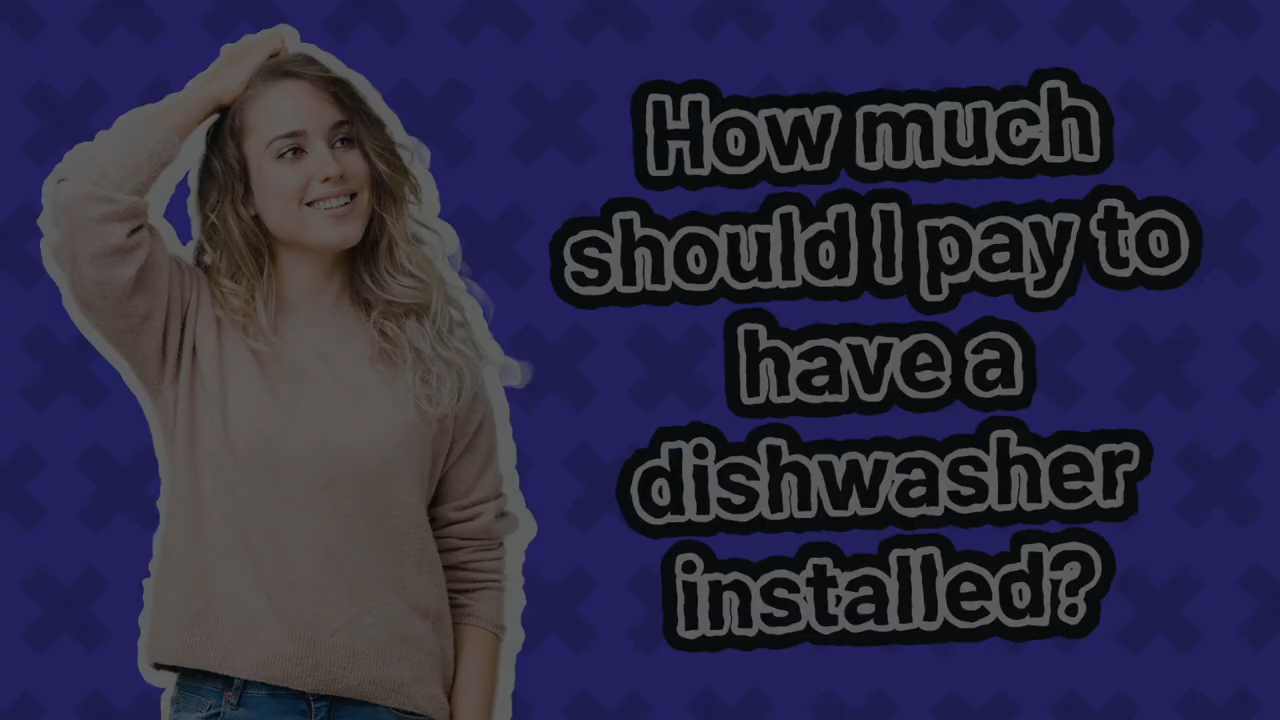 How much
should I pay to
have a
dishwasher
installed?